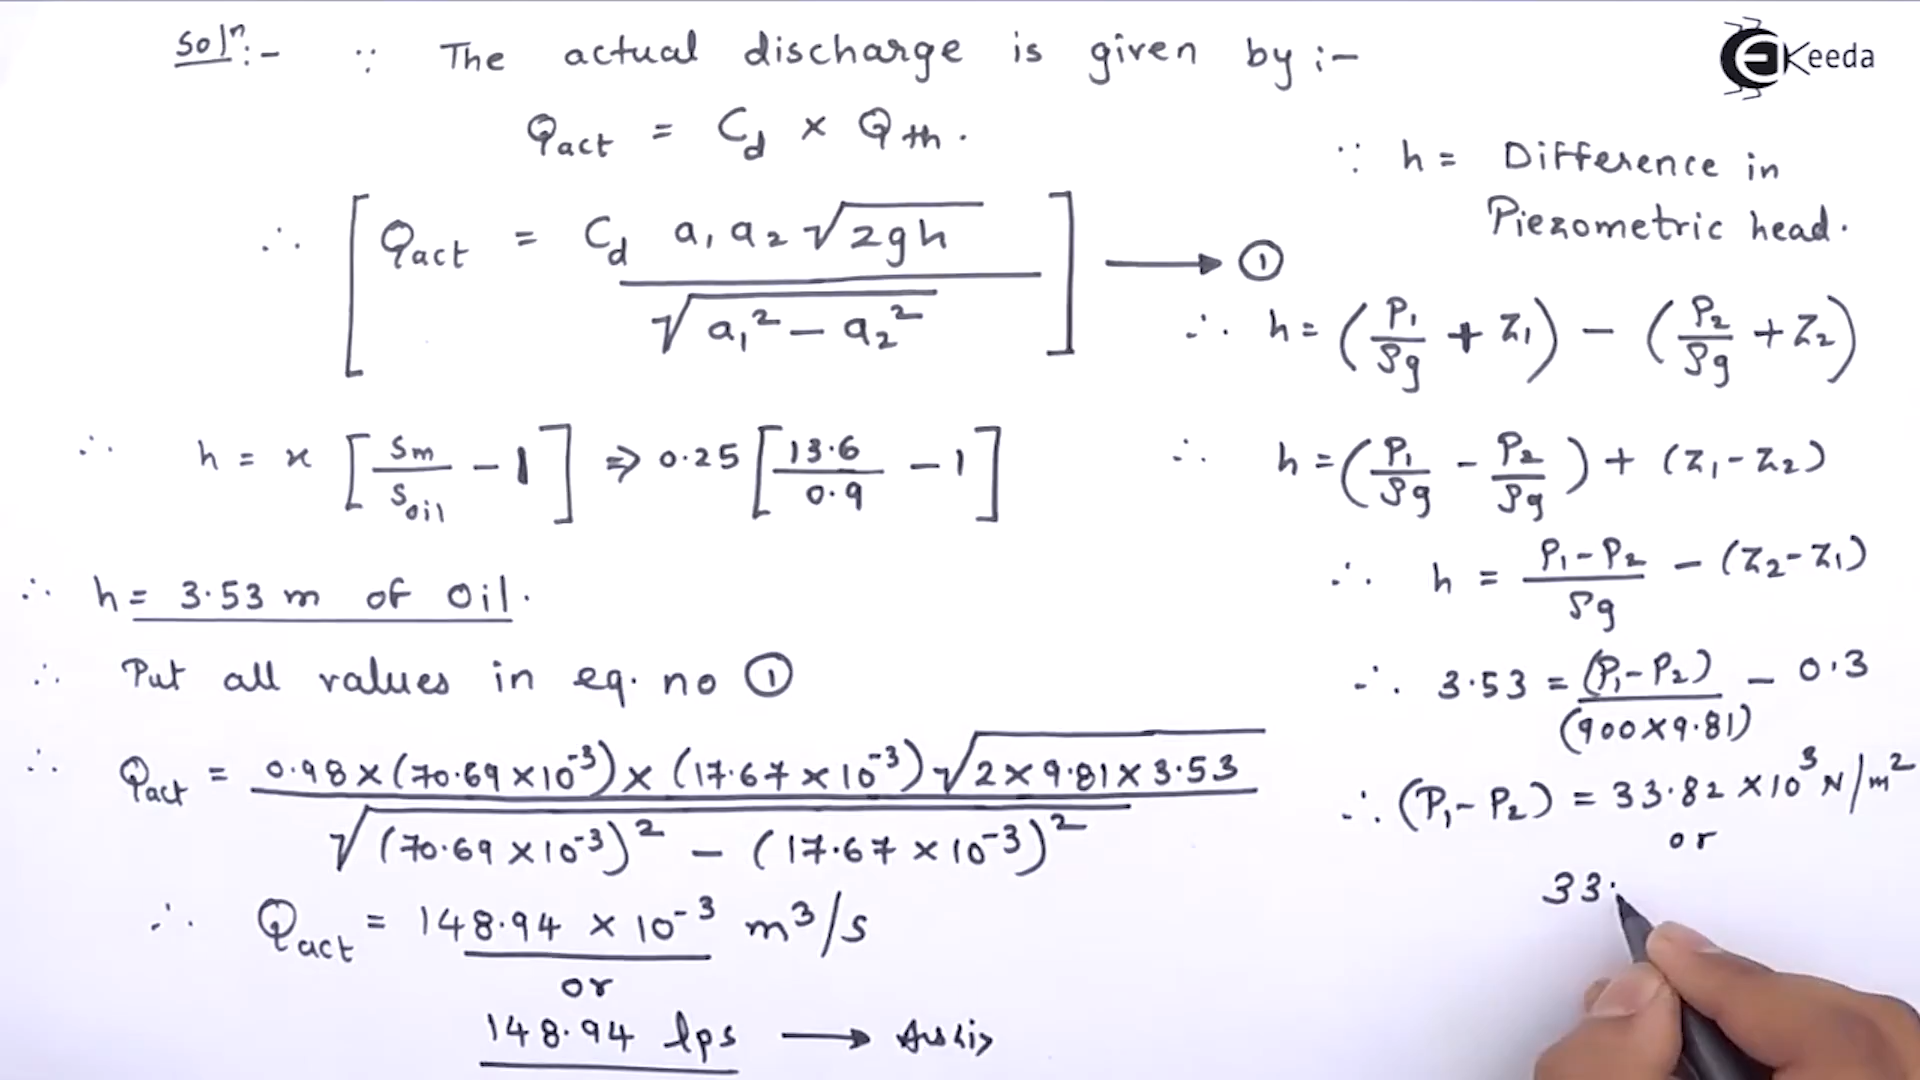 Solⁿ:- ∵ The actual discharge is given by :-
Qact = Cd × Qth.
∴ [ Qact = Cd a₁ a₂ √2gh / √a₁² − a₂² ] → ①
∴ h = x [ Sm / Soil − 1 ] ⇒ 0.25 [ 13.6 / 0.9 − 1 ]
∴ h = 3.53 m of oil.
∴ Put all values in eq. no ①
∴ Qact = 0.98 × (70.69 × 10⁻³) × (17.67 × 10⁻³) √2 × 9.81 × 3.53 / √(70.69 × 10⁻³)² − (17.67 × 10⁻³)²
∴ Qact = 148.94 × 10⁻³ m³/s
or
148.94 lps →
EKeeda
∵ h = Difference in
Piezometric head.
∴ h = (P₁/ρg + Z₁) − (P₂/ρg + Z₂)
∴ h = (P₁/ρg − P₂/ρg) + (Z₁ − Z₂)
∴ h = P₁ − P₂ / ρg − (Z₂ − Z₁)
∴ 3.53 = (P₁ − P₂) / (900 × 9.81) − 0.3
∴ (P₁ − P₂) = 33.82 × 10³ N/m²
or
33.